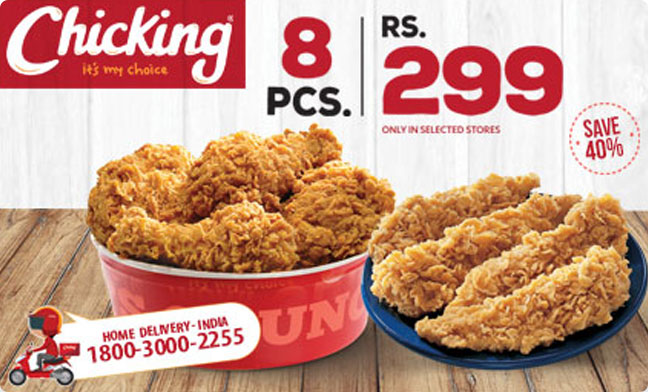 Chicking®
it's my choice
8
PCS.
RS.
299
ONLY IN SELECTED STORES
SAVE
40%
HOME DELIVERY - INDIA
1800-3000-2255